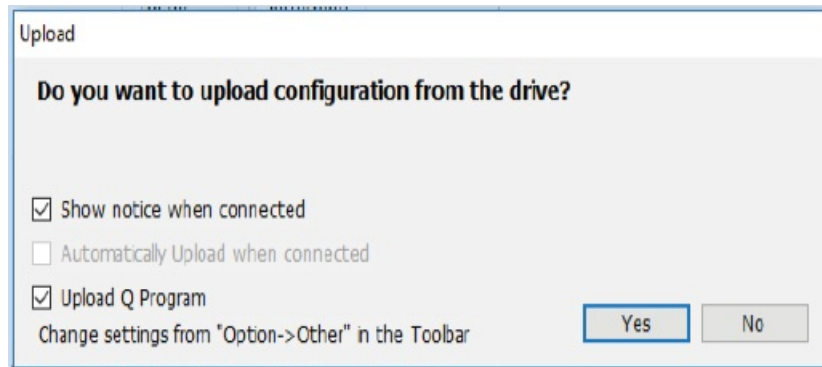 Upload
Do you want to upload configuration from the drive?
Show notice when connected
Automatically Upload when connected
Upload Q Program
Change settings from "Option->Other" in the Toolbar
Yes
No